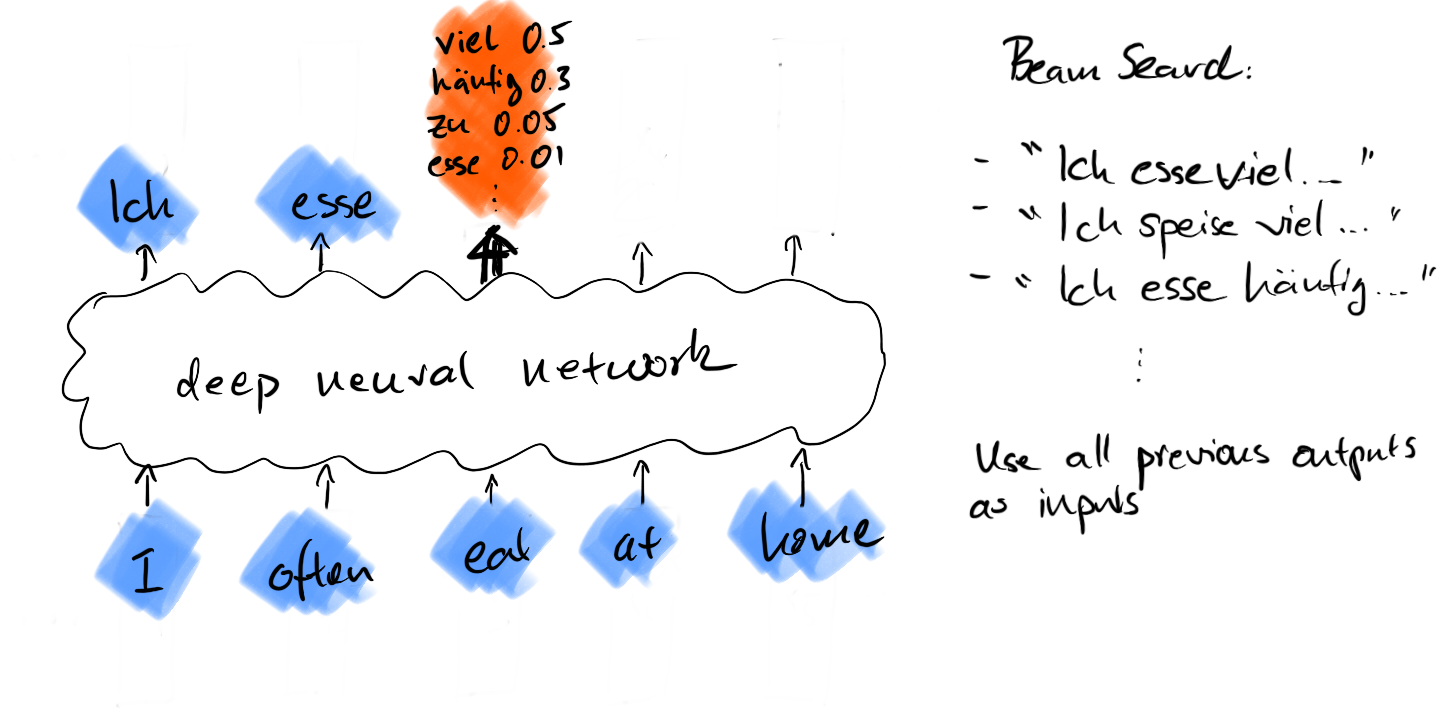 viel 0.5
häufig 0.3
zu 0.05
esse 0.01
⋮
Ich esse
deep neural network
I often eat at home
Beam Search:
- "Ich esse viel..."
- "Ich speise viel..."
- "Ich esse häufig..."
⋮
Use all previous outputs
as inputs